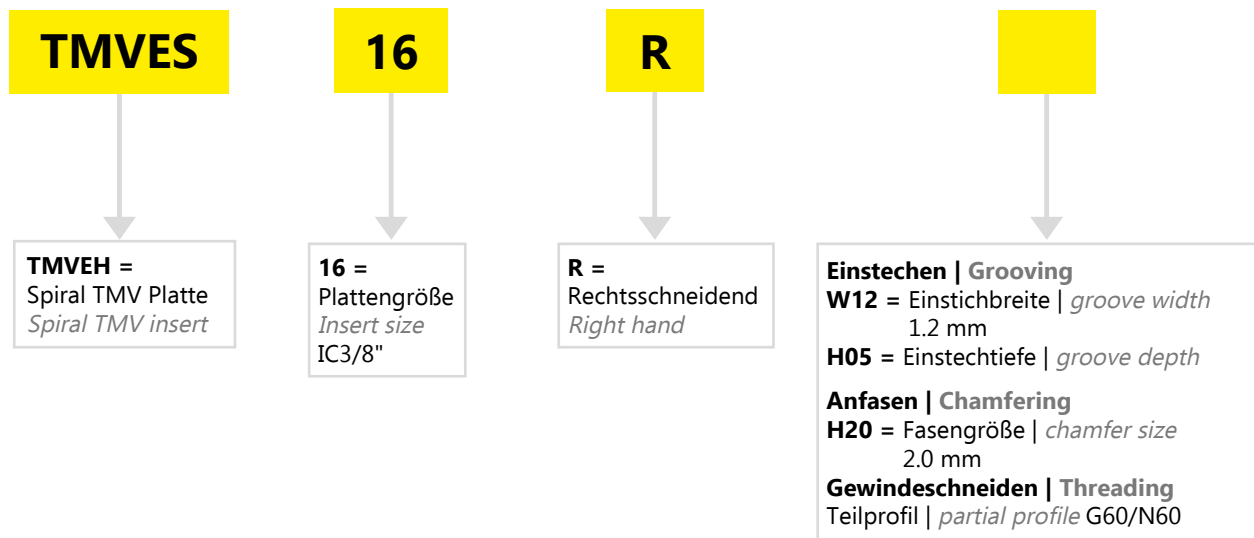 TMVES
16
R
TMVEH =
Spiral TMV Platte
Spiral TMV insert
16 =
Plattengröße
Insert size
IC3/8"
R =
Rechtsschneidend
Right hand
Einstechen | Grooving
W12 = Einstichbreite | groove width
1.2 mm
H05 = Einstechtiefe | groove depth
Anfasen | Chamfering
H20 = Fasengröße | chamfer size
2.0 mm
Gewindeschneiden | Threading
Teilprofil | partial profile G60/N60